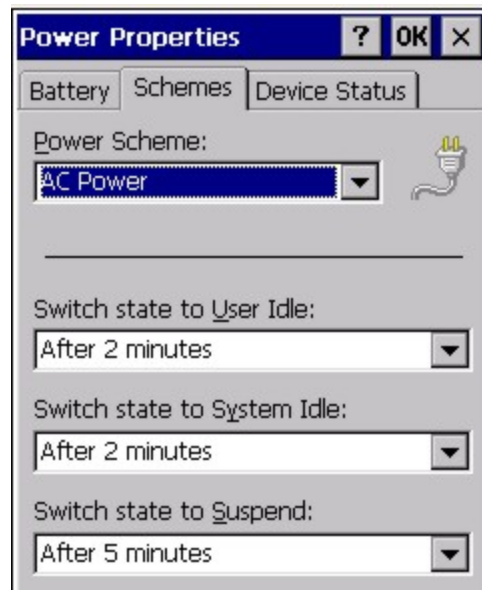 Power Properties ? OK ×
Battery Schemes Device Status
Power Scheme:
AC Power
Switch state to User Idle:
After 2 minutes
Switch state to System Idle:
After 2 minutes
Switch state to Suspend:
After 5 minutes